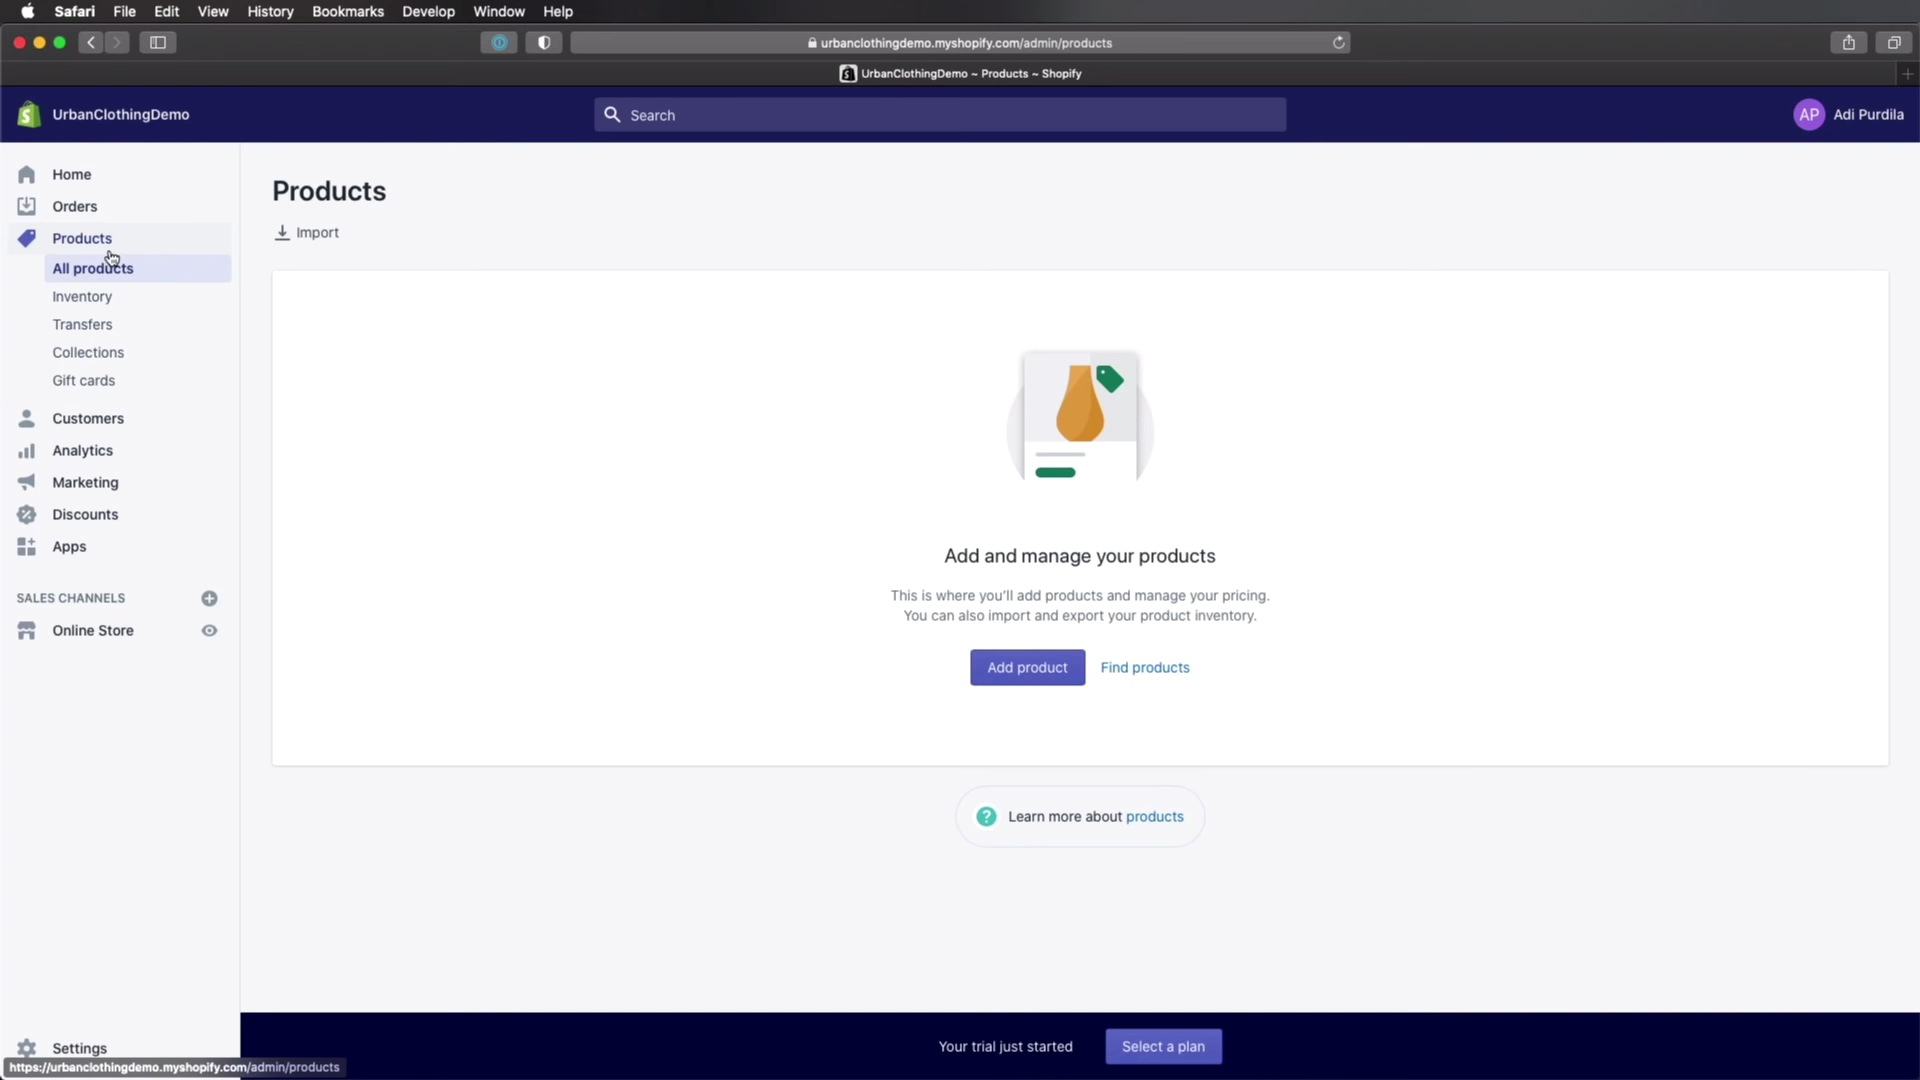 Safari File Edit View History Bookmarks Develop Window Help
urbanclothingdemo.myshopify.com/admin/products
UrbanClothingDemo ~ Products ~ Shopify
UrbanClothingDemo
Search
AP Adi Purdila
Home
Orders
Products
All products
Inventory
Transfers
Collections
Gift cards
Customers
Analytics
Marketing
Discounts
Apps
SALES CHANNELS
Online Store
Settings
https://urbanclothingdemo.myshopify.com/admin/products
Products
Import
Add and manage your products
This is where you'll add products and manage your pricing.
You can also import and export your product inventory.
Add product Find products
? Learn more about products
Your trial just started Select a plan